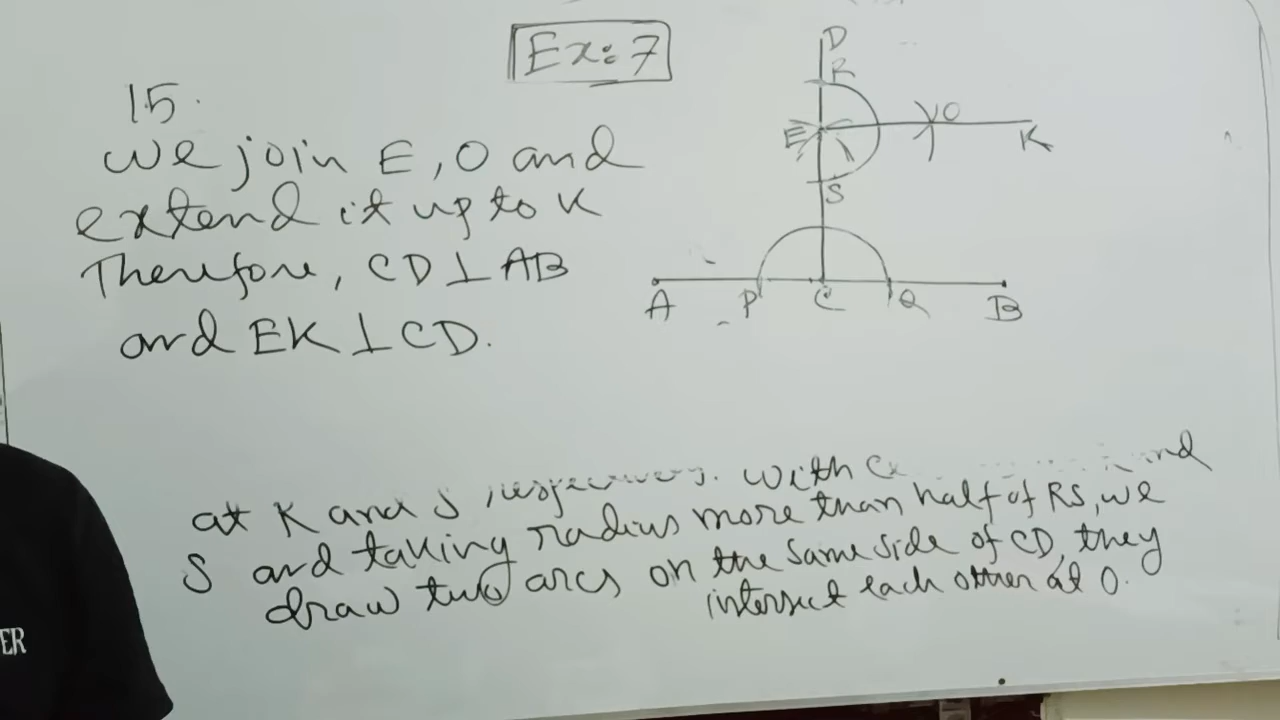 Ex: 7
15.
we join E, O and
extend it up to K
Therefore, CD ⊥ AB
and EK ⊥ CD.
D
R
E
O
K
S
A P C Q B
at R and S respectively. With and
S and taking radius more than half of RS, we
draw two arcs on the same side of CD, they
intersect each other at O.
ER